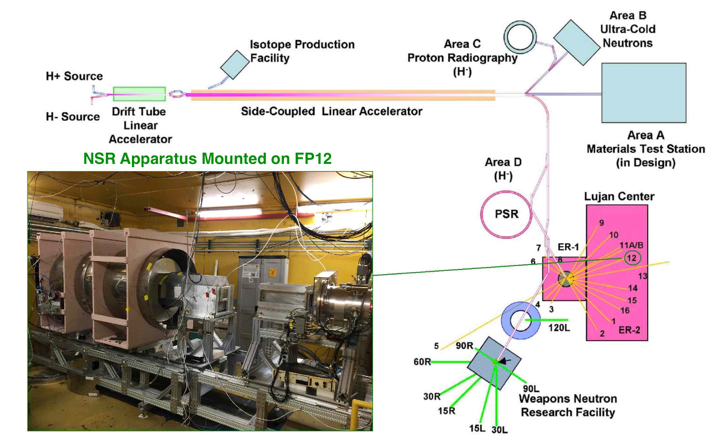 H+ Source
H- Source
Drift Tube
Linear
Accelerator
Isotope Production
Facility
Side-Coupled Linear Accelerator
Area C
Proton Radiography
(H-)
Area B
Ultra-Cold
Neutrons
Area A
Materials Test Station
(in Design)
NSR Apparatus Mounted on FP12
Area D
(H-)
PSR
Lujan Center
ER-1
ER-2
9
10
11A/B
12
13
14
15
16
1
2
3
4
5
6
7
8
120L
90R
60R
30R
15R
15L
30L
90L
Weapons Neutron
Research Facility